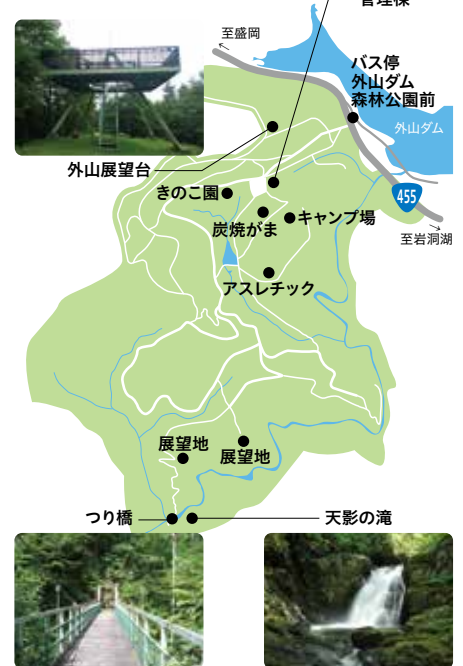 管理棟
至盛岡
バス停
外山ダム
森林公園前
外山ダム
外山展望台
きのこ園
455
キャンプ場
炭焼がま
至岩洞湖
アスレチック
展望地
展望地
つり橋
天影の滝